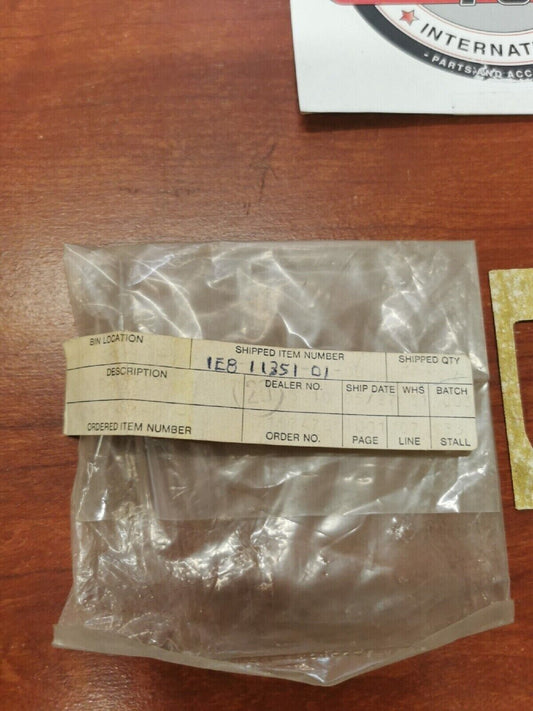 INTERNAT
- PARTS AND ACC
BIN LOCATION
SHIPPED ITEM NUMBER
SHIPPED QTY
1E8-11351-01
DESCRIPTION
DEALER NO.
SHIP DATE
WHS
BATCH
ORDERED ITEM NUMBER
ORDER NO.
PAGE
LINE
STALL